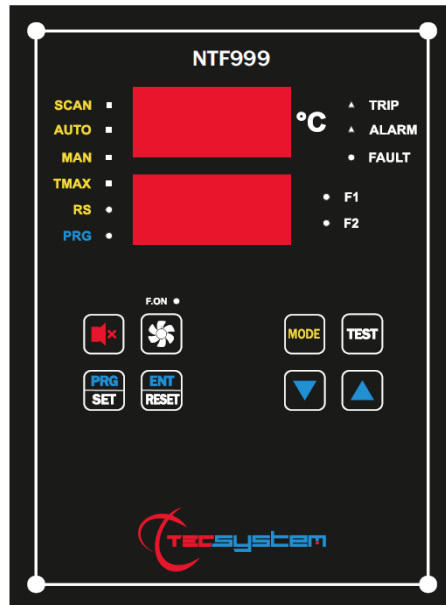 NTF999
SCAN
AUTO
MAN
TMAX
RS
PRG
°C
TRIP
ALARM
FAULT
F1
F2
F.ON
MODE
TEST
PRG
SET
ENT
RESET
TECSYSTEM